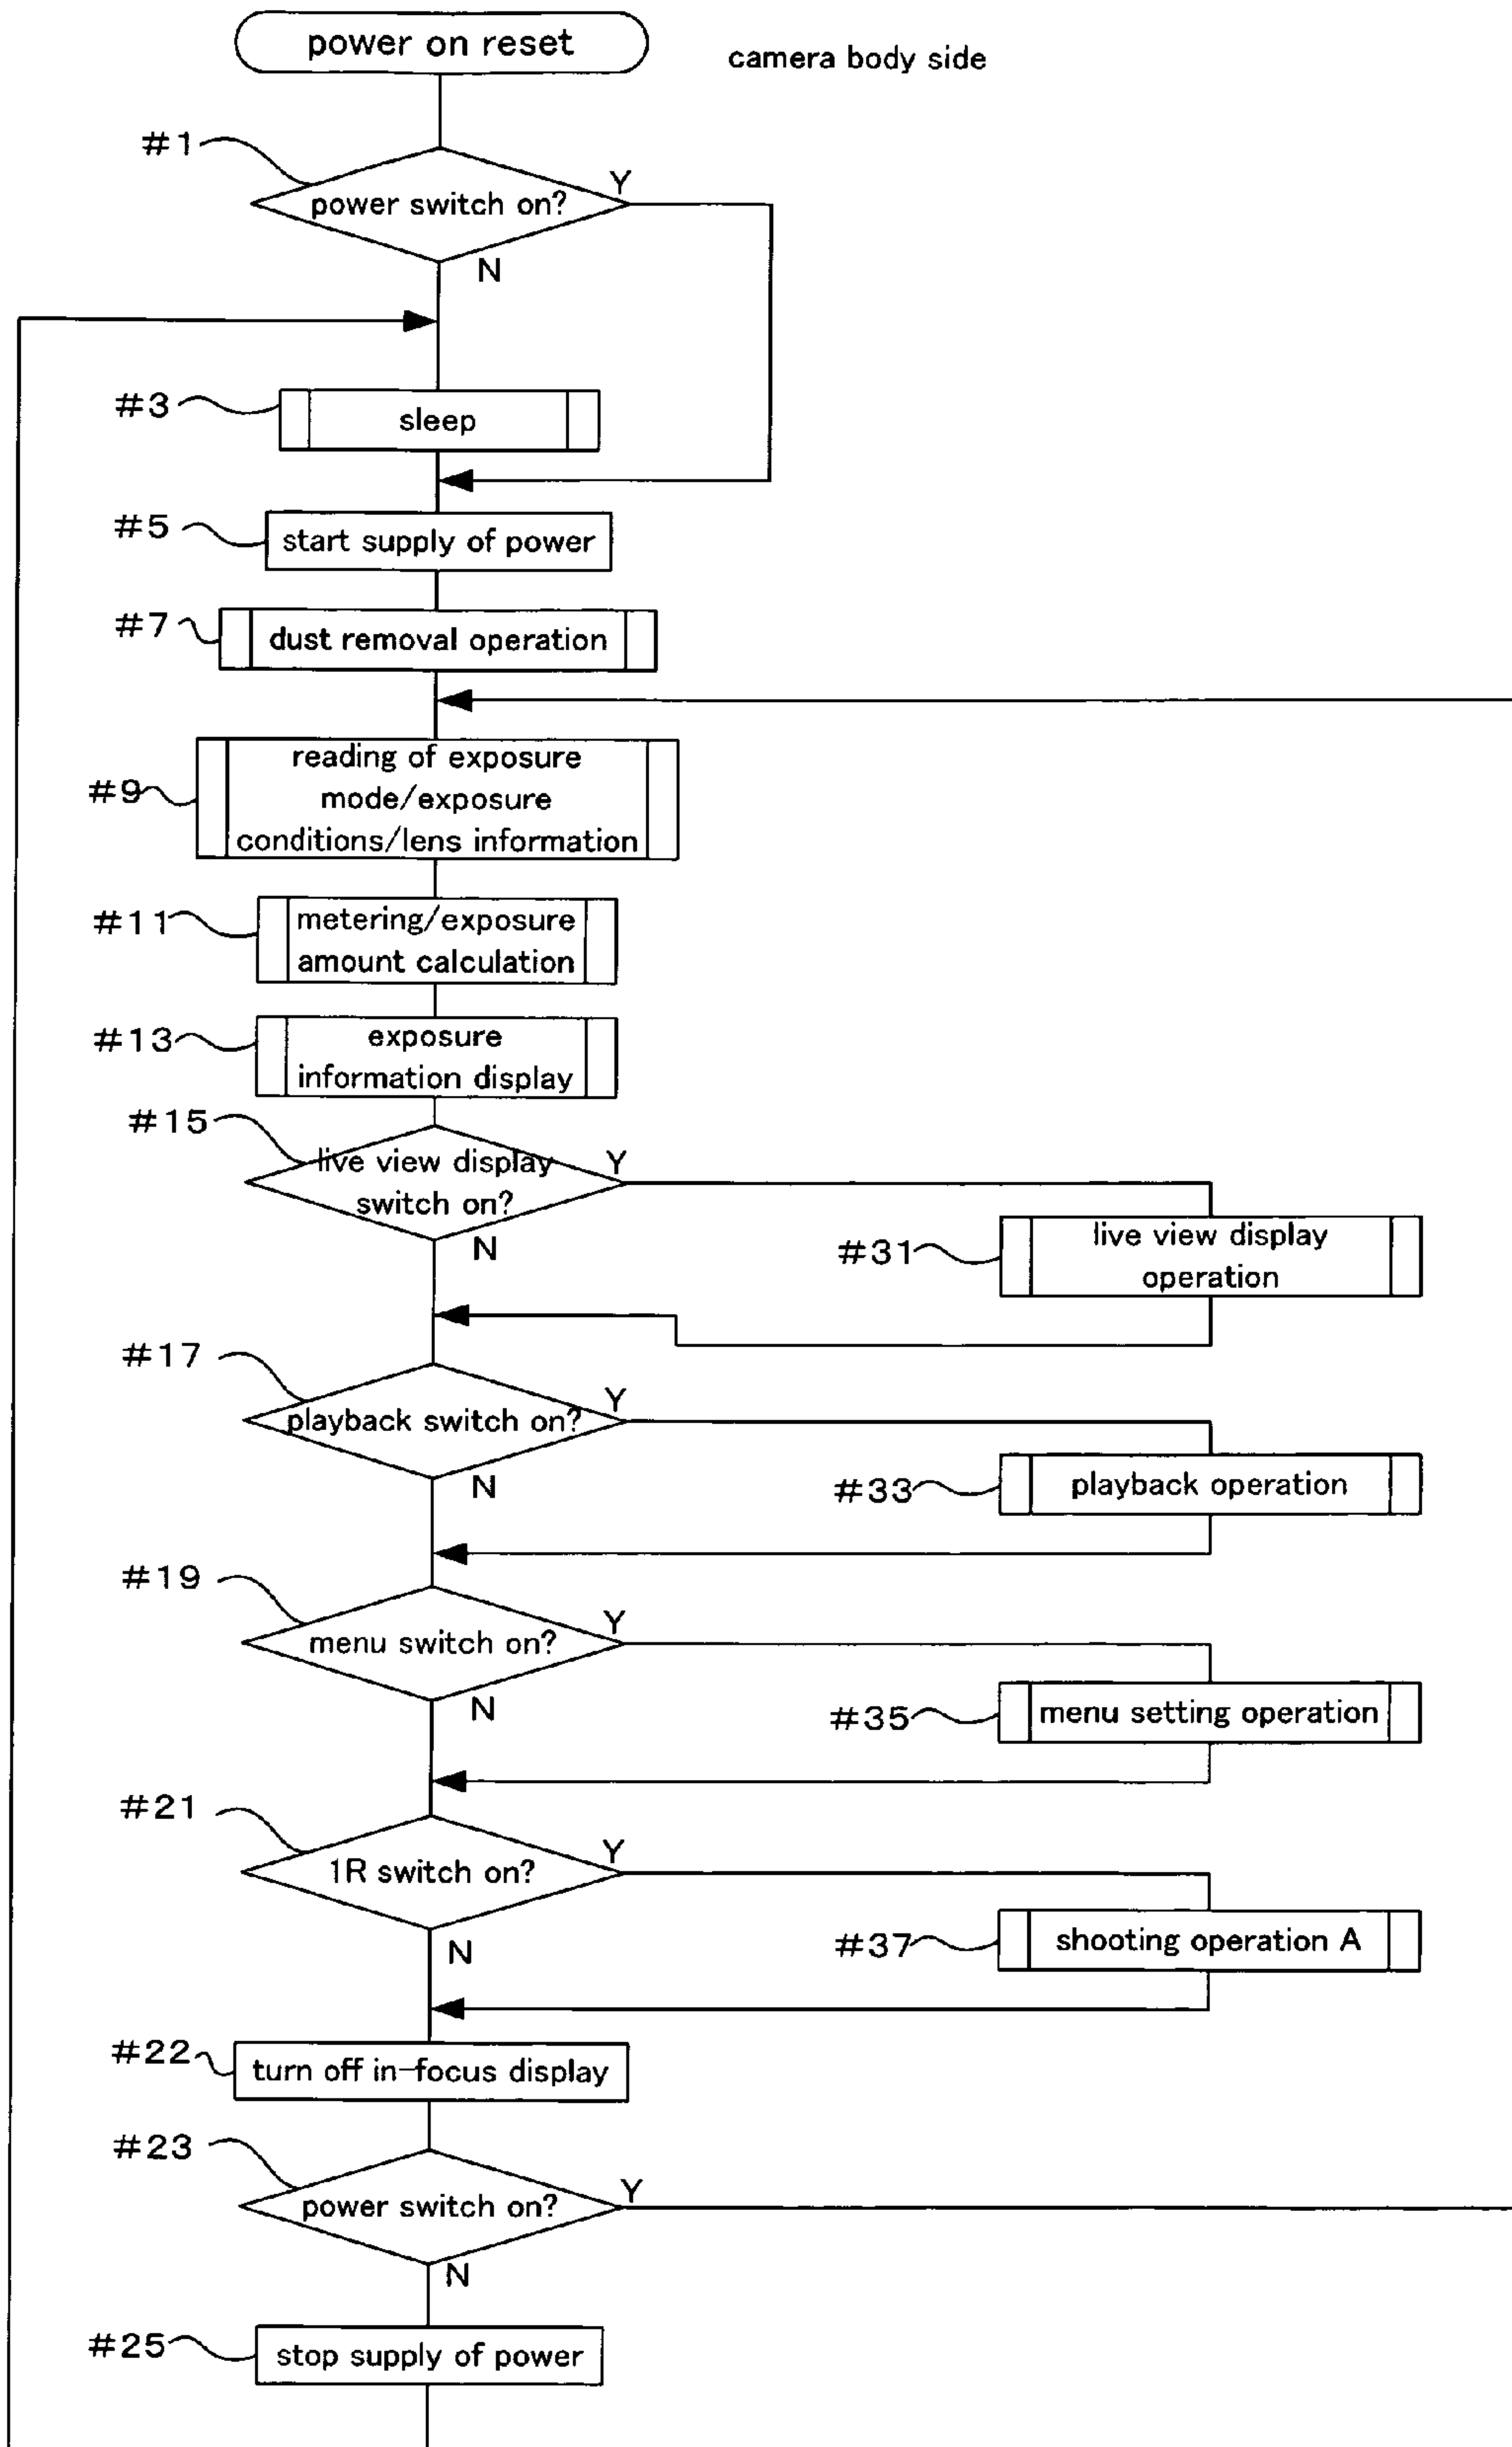 power on reset
camera body side
#1
power switch on?
Y
N
#3
sleep
#5
start supply of power
#7
dust removal operation
#9
reading of exposure
mode/exposure
conditions/lens information
#11
metering/exposure
amount calculation
#13
exposure
information display
#15
live view display
switch on?
Y
N
#31
live view display
operation
#17
playback switch on?
Y
N
#33
playback operation
#19
menu switch on?
Y
N
#35
menu setting operation
#21
1R switch on?
Y
N
#37
shooting operation A
#22
turn off in-focus display
#23
power switch on?
Y
N
#25
stop supply of power